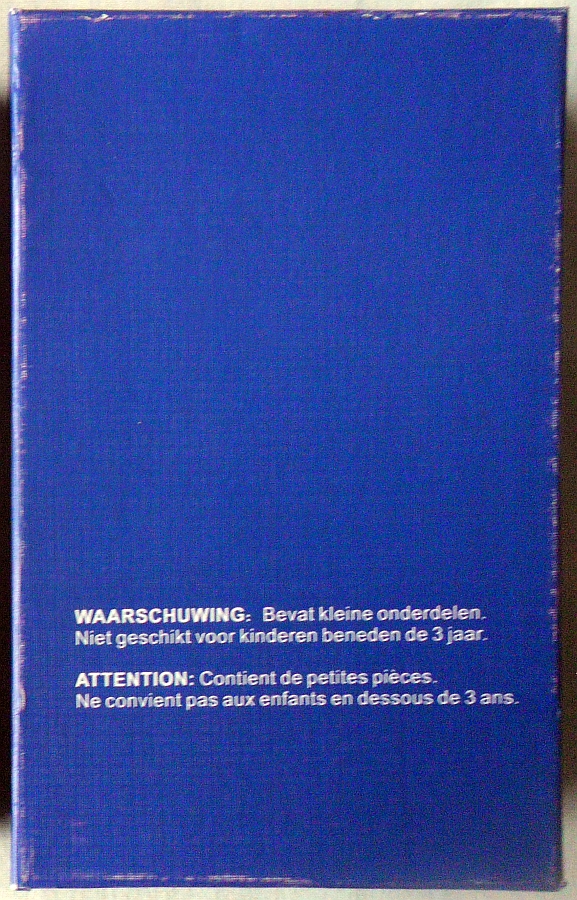 WAARSCHUWING: Bevat kleine onderdelen.
Niet geschikt voor kinderen beneden de 3 jaar.
ATTENTION: Contient de petites pièces.
Ne convient pas aux enfants en dessous de 3 ans.